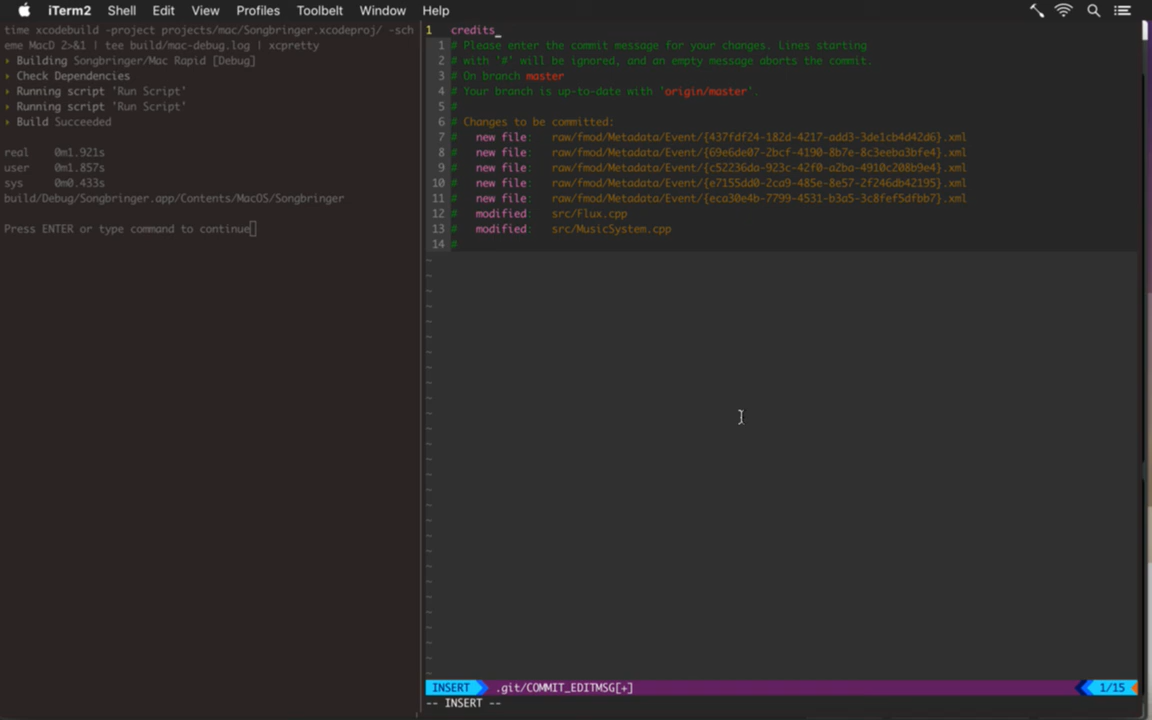 iTerm2 Shell Edit View Profiles Toolbelt Window Help
time xcodebuild -project projects/mac/Songbringer.xcodeproj/ -sch
eme MacD 2>&1 | tee build/mac-debug.log | xcpretty
▸ Building Songbringer/Mac Rapid [Debug]
▸ Check Dependencies
▸ Running script 'Run Script'
▸ Running script 'Run Script'
▸ Build Succeeded
real 0m1.921s
user 0m1.857s
sys 0m0.433s
build/Debug/Songbringer.app/Contents/MacOS/Songbringer
Press ENTER or type command to continue
1 credits_
1 # Please enter the commit message for your changes. Lines starting
2 # with '#' will be ignored, and an empty message aborts the commit.
3 # On branch master
4 # Your branch is up-to-date with 'origin/master'.
5 #
6 # Changes to be committed:
7 # new file: raw/fmod/Metadata/Event/{437fdf24-182d-4217-add3-3de1cb4d42d6}.xml
8 # new file: raw/fmod/Metadata/Event/{69e6de07-2bcf-4190-8b7e-8c3eeba3bfe4}.xml
9 # new file: raw/fmod/Metadata/Event/{c52236da-923c-42f0-a2ba-4910c208b9e4}.xml
10 # new file: raw/fmod/Metadata/Event/{e7155dd0-2ca9-485e-8e57-2f246db42195}.xml
11 # new file: raw/fmod/Metadata/Event/{eca30e4b-7799-4531-b3a5-3c8fef5dfbb7}.xml
12 # modified: src/Flux.cpp
13 # modified: src/MusicSystem.cpp
14 #
INSERT .git/COMMIT_EDITMSG[+] 1/15
-- INSERT --